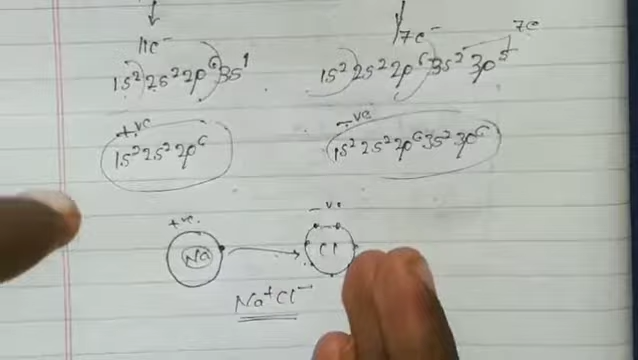 11e⁻ 17e⁻ 7e
1s² 2s² 2p⁶ 3s¹ 1s² 2s² 2p⁶ 3s² 3p⁵
+ve -ve
1s² 2s² 2p⁶ 1s² 2s² 2p⁶ 3s² 3p⁶
+ve. -ve
Na Cl
Na⁺Cl⁻